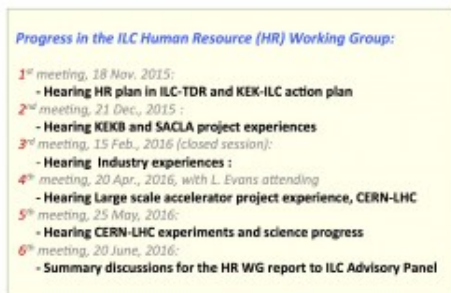 Progress in the ILC Human Resource (HR) Working Group:
1st meeting, 18 Nov. 2015:
- Hearing HR plan in ILC-TDR and KEK-ILC action plan
2nd meeting, 21 Dec., 2015 :
- Hearing KEKB and SACLA project experiences
3rd meeting, 15 Feb., 2016 (closed session):
- Hearing Industry experiences :
4th meeting, 20 Apr., 2016, with L. Evans attending
- Hearing Large scale accelerator project experience, CERN-LHC
5th meeting, 25 May, 2016:
- Hearing CERN-LHC experiments and science progress
6th meeting, 20 June, 2016:
- Summary discussions for the HR WG report to ILC Advisory Panel